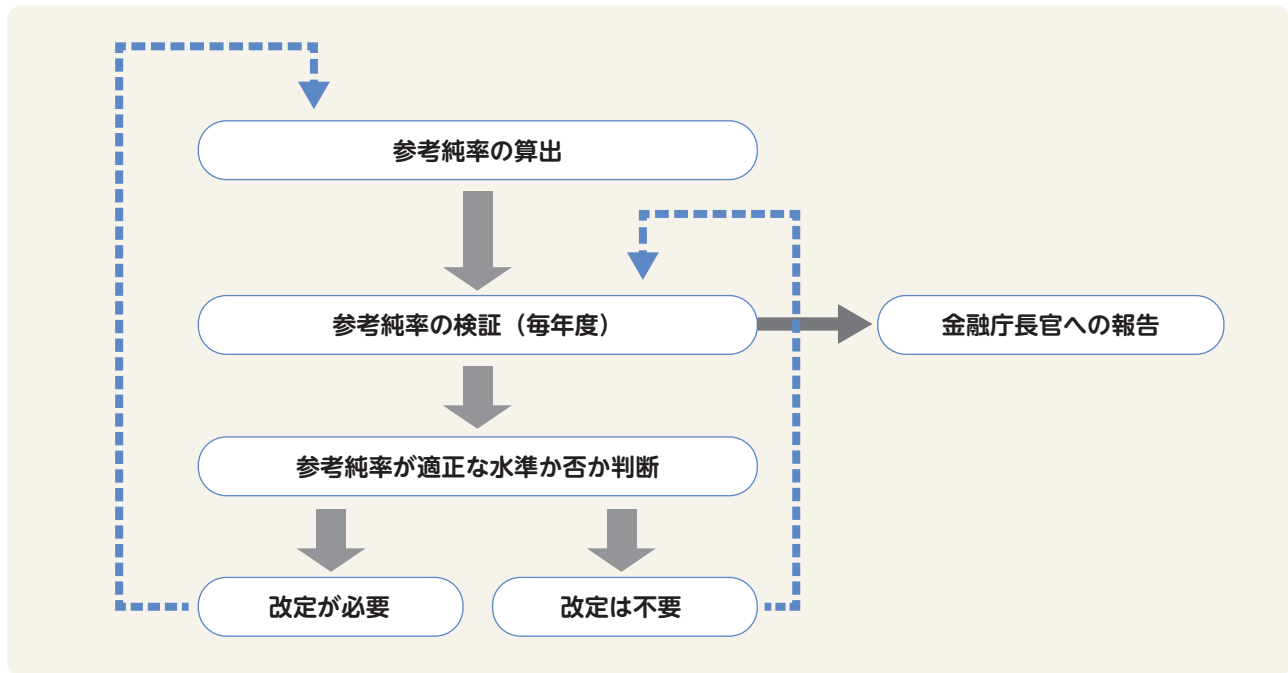 参考純率の算出
参考純率の検証（毎年度）
金融庁長官への報告
参考純率が適正な水準か否か判断
改定が必要
改定は不要